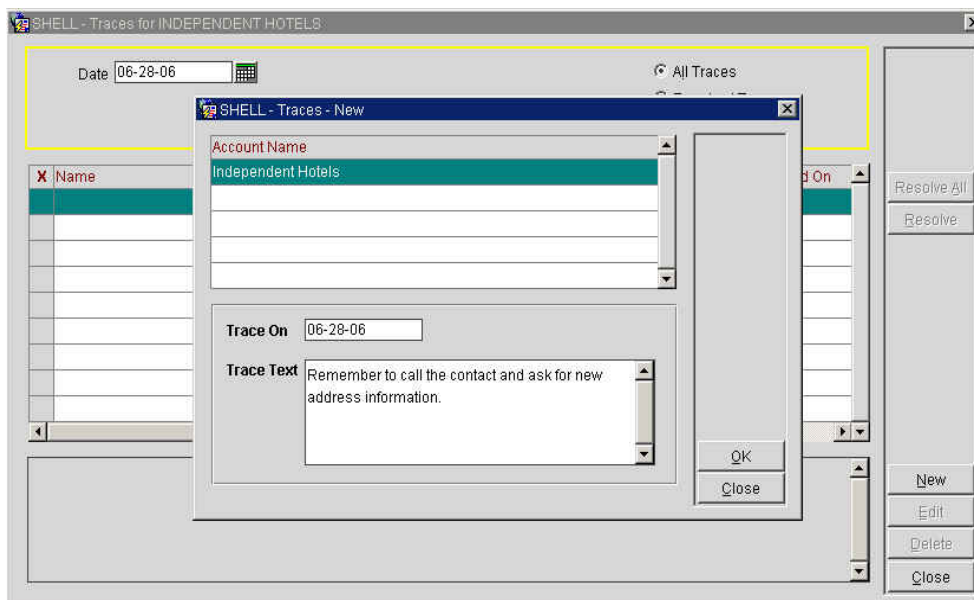 SHELL - Traces for INDEPENDENT HOTELS
Date 06-28-06
All Traces
SHELL - Traces - New
Account Name
Independent Hotels
X Name
d On
Resolve All
Resolve
Trace On 06-28-06
Trace Text Remember to call the contact and ask for new
address information.
OK
Close
New
Edit
Delete
Close